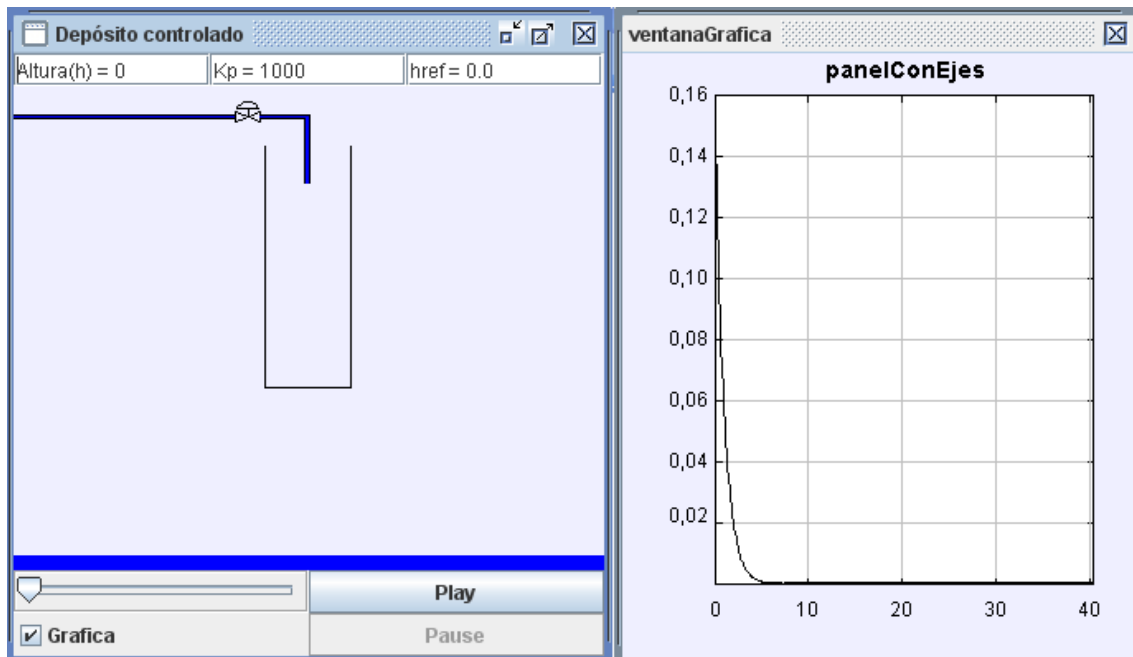 Depósito controlado
Altura(h) = 0
Kp = 1000
href = 0.0
Play
Grafica
Pause
ventanaGrafica
panelConEjes
0,16
0,14
0,12
0,10
0,08
0,06
0,04
0,02
0 10 20 30 40